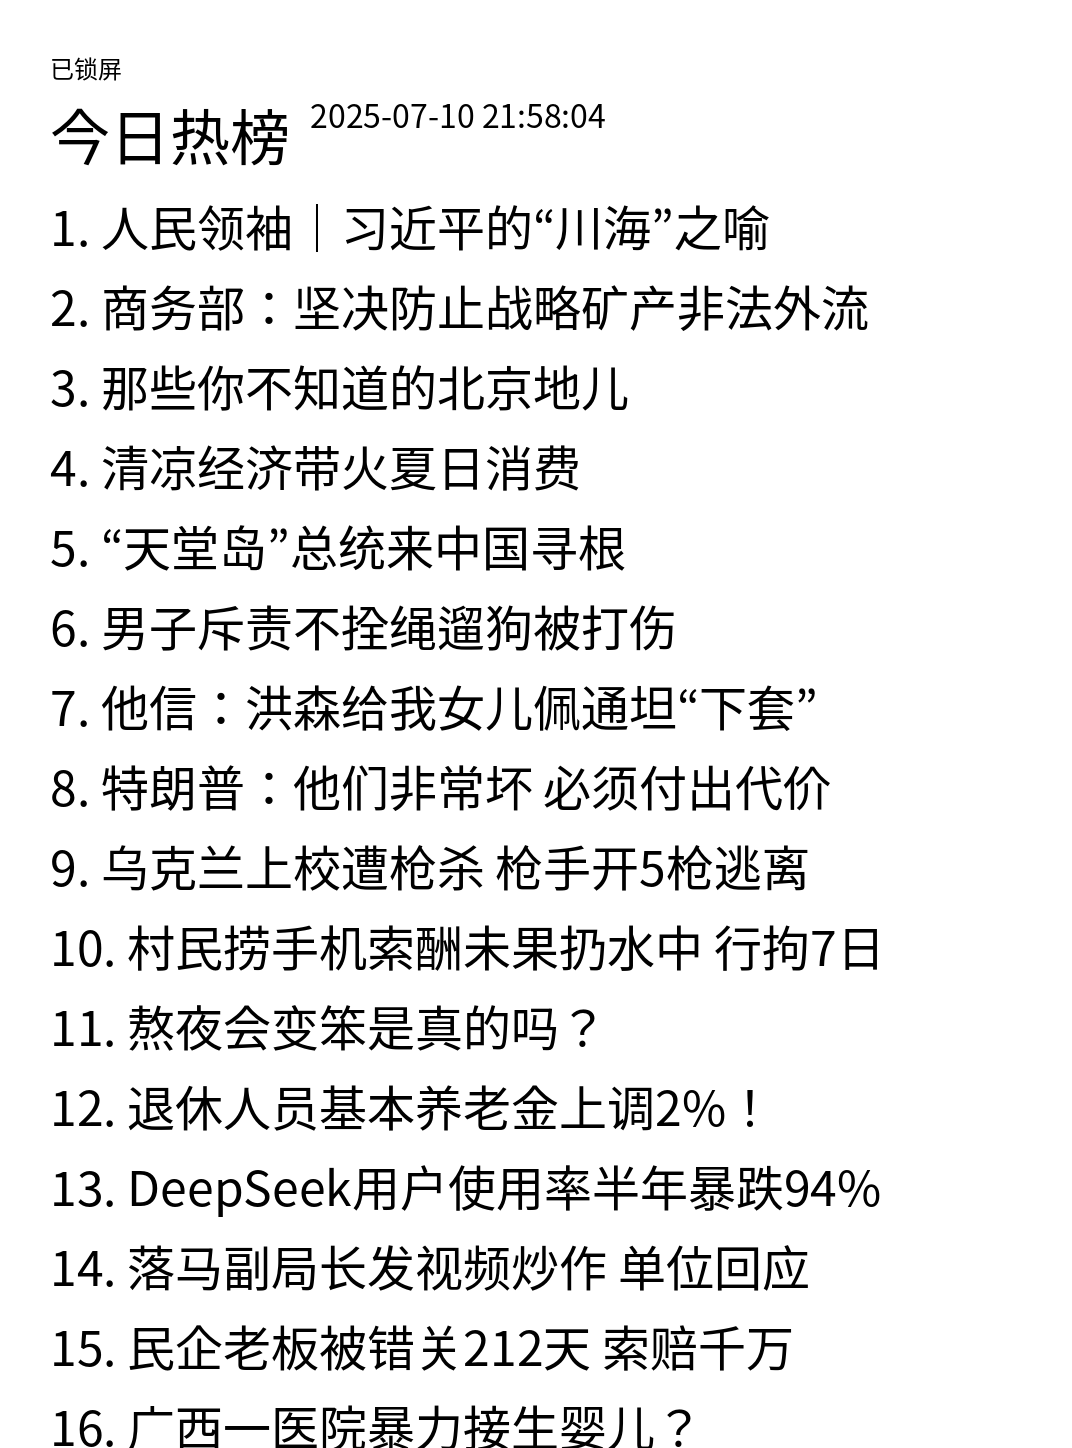 已锁屏
今日热榜 2025-07-10 21:58:04
1. 人民领袖｜习近平的“川海”之喻
2. 商务部：坚决防止战略矿产非法外流
3. 那些你不知道的北京地儿
4. 清凉经济带火夏日消费
5. “天堂岛”总统来中国寻根
6. 男子斥责不拴绳遛狗被打伤
7. 他信：洪森给我女儿佩通坦“下套”
8. 特朗普：他们非常坏 必须付出代价
9. 乌克兰上校遭枪杀 枪手开5枪逃离
10. 村民捞手机索酬未果扔水中 行拘7日
11. 熬夜会变笨是真的吗？
12. 退休人员基本养老金上调2%！
13. DeepSeek用户使用率半年暴跌94%
14. 落马副局长发视频炒作 单位回应
15. 民企老板被错关212天 索赔千万
16. 广西一医院暴力接生婴儿？